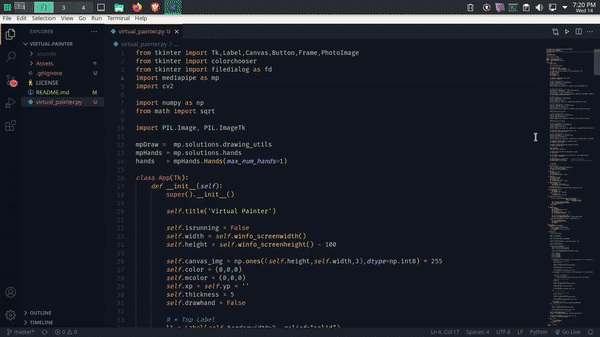 1 2 3 4
7:20 PM
Wed 14
File Edit Selection View Go Run Terminal Help
EXPLORER
virtual_painter.py U
VIRTUAL-PAINTER
virtual_painter.py > ...
.vscode
Assets
.gitignore U
LICENSE
README.md M
virtual_painter.py U
from tkinter import Tk,Label,Canvas,Button,Frame,PhotoImage
from tkinter import colorchooser
from tkinter import filedialog as fd
import mediapipe as mp
import cv2
import numpy as np
from math import sqrt
import PIL.Image, PIL.ImageTk
mpDraw = mp.solutions.drawing_utils
mpHands = mp.solutions.hands
hands = mpHands.Hands(max_num_hands=1)
class App(Tk):
def __init__(self):
super().__init__()
self.title('Virtual Painter')
self.isrunning = False
self.width = self.winfo_screenwidth()
self.height = self.winfo_screenheight() - 100
self.canvas_img = np.ones((self.height,self.width,3),dtype=np.int8) * 255
self.color = (0,0,0)
self.mcolor = (0,0,0)
self.xp = self.yp = ''
self.thickness = 5
self.drawhand = False
# * Top Label
OUTLINE
TIMELINE
master* 0 0 Ln 4, Col 17 Spaces: 4 UTF-8 LF Python Go Live